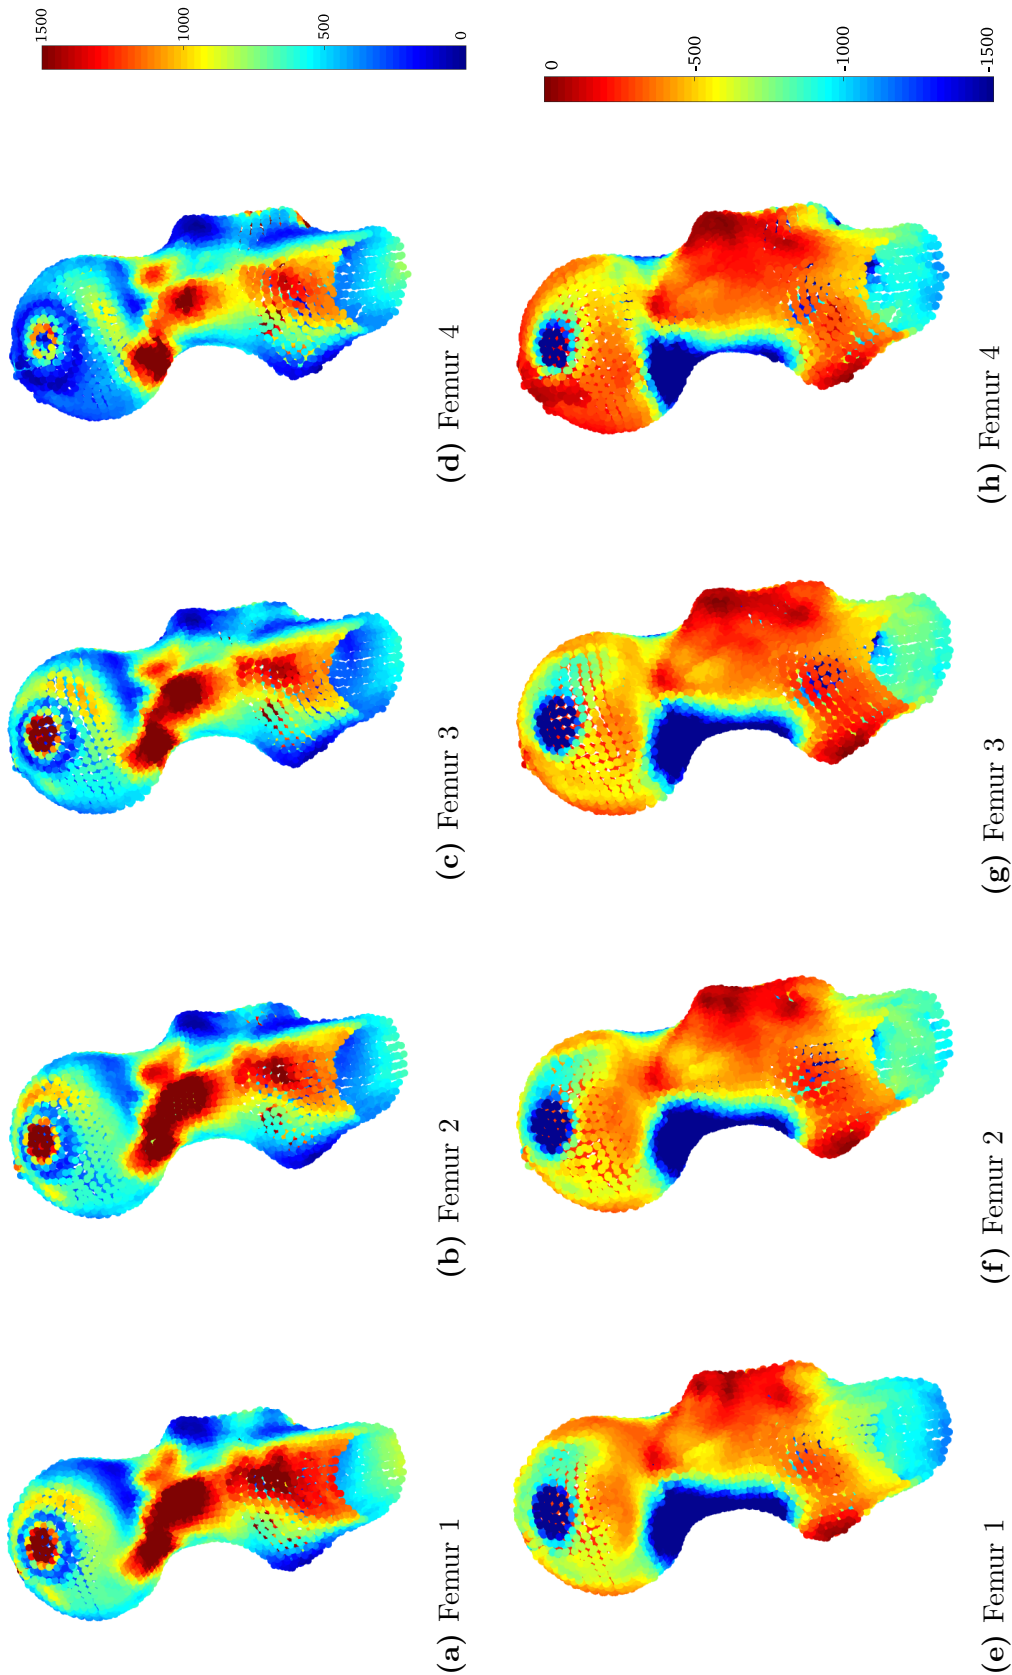 1500
1000
500
0
(a) Femur 1
(b) Femur 2
(c) Femur 3
(d) Femur 4
0
-500
-1000
-1500
(e) Femur 1
(f) Femur 2
(g) Femur 3
(h) Femur 4